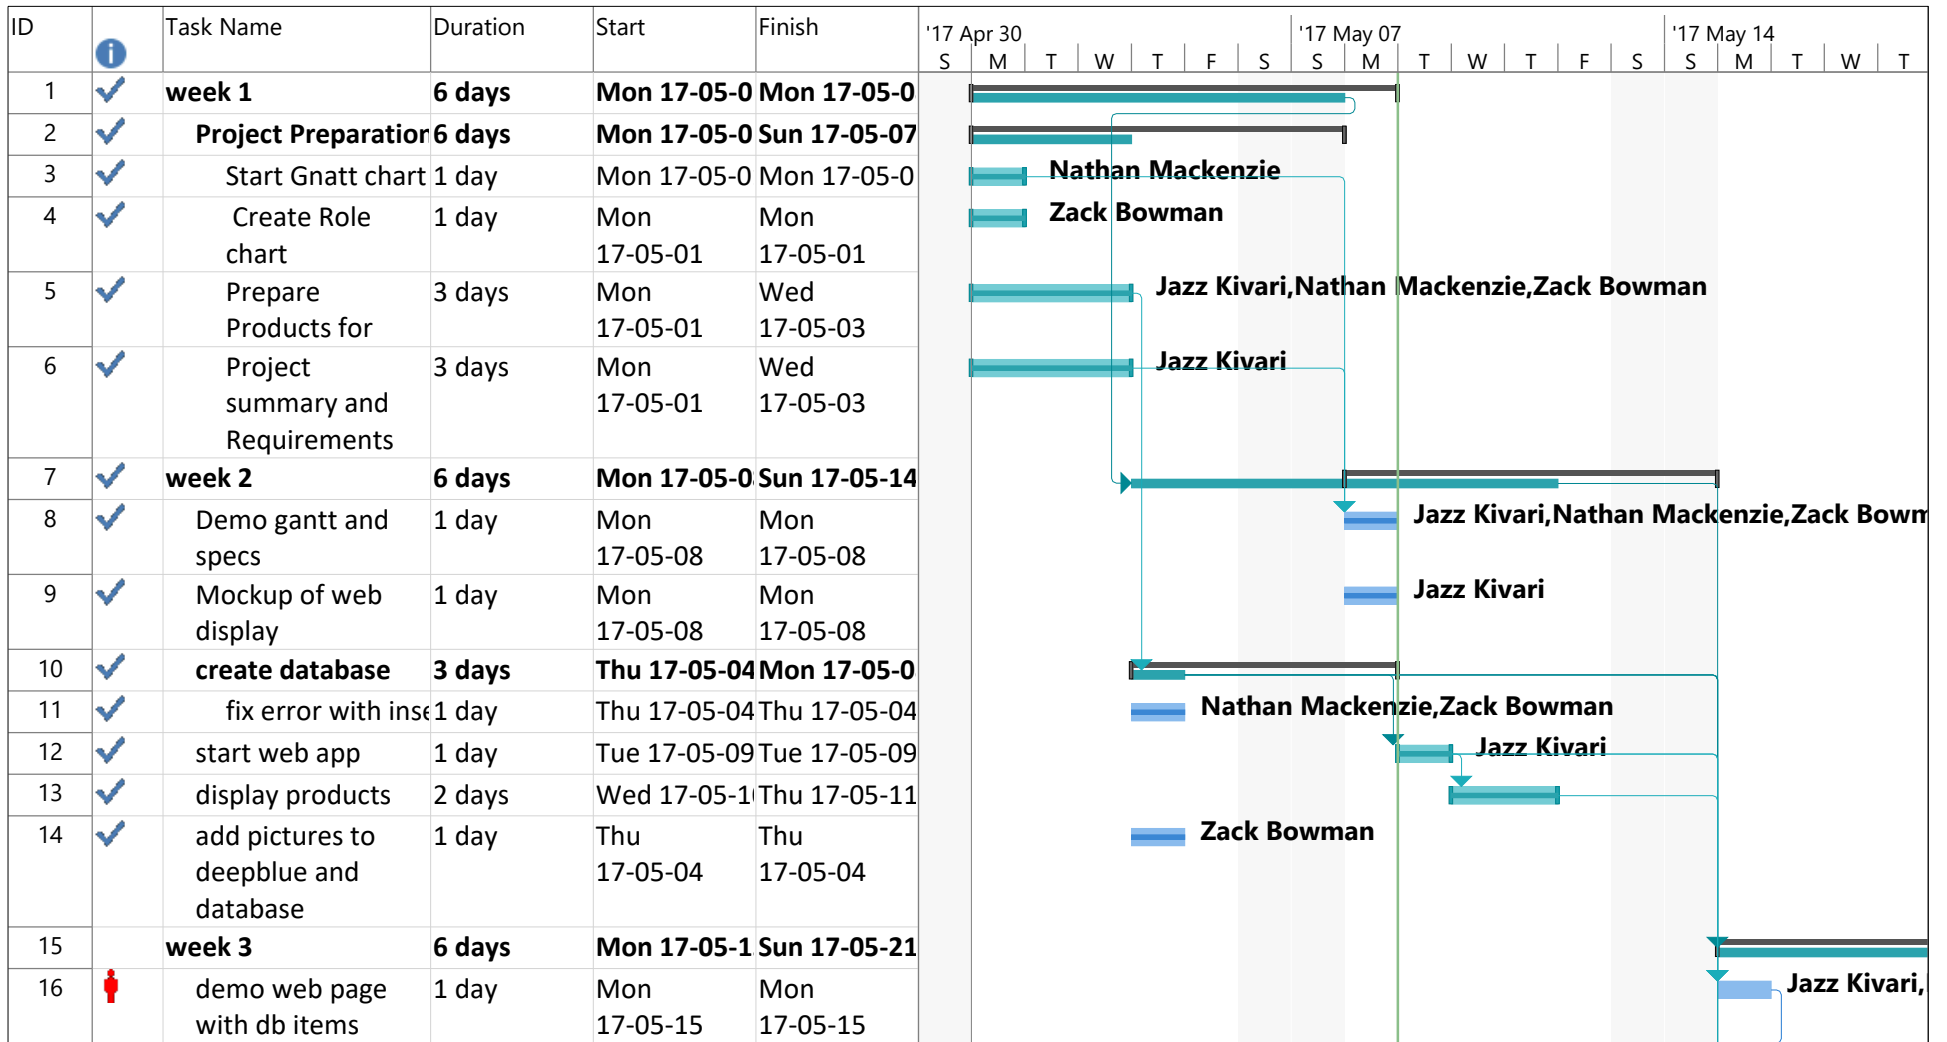 ID Task Name Duration Start Finish '17 Apr 30 '17 May 07 '17 May 14
S M T W T F S S M T W T F S S M T W T
1 week 1 6 days Mon 17-05-0 Mon 17-05-0
2 Project Preparation 6 days Mon 17-05-0 Sun 17-05-07
3 Start Gnatt chart 1 day Mon 17-05-0 Mon 17-05-0 Nathan Mackenzie
4 Create Role 1 day Mon Mon Zack Bowman
chart 17-05-01 17-05-01
5 Prepare 3 days Mon Wed Jazz Kivari,Nathan Mackenzie,Zack Bowman
Products for 17-05-01 17-05-03
6 Project 3 days Mon Wed Jazz Kivari
summary and 17-05-01 17-05-03
Requirements
7 week 2 6 days Mon 17-05-0 Sun 17-05-14
8 Demo gantt and 1 day Mon Mon Jazz Kivari,Nathan Mackenzie,Zack Bowm
specs 17-05-08 17-05-08
9 Mockup of web 1 day Mon Mon Jazz Kivari
display 17-05-08 17-05-08
10 create database 3 days Thu 17-05-04 Mon 17-05-0
11 fix error with inse 1 day Thu 17-05-04 Thu 17-05-04 Nathan Mackenzie,Zack Bowman
12 start web app 1 day Tue 17-05-09 Tue 17-05-09 Jazz Kivari
13 display products 2 days Wed 17-05-1 Thu 17-05-11
14 add pictures to 1 day Thu Thu Zack Bowman
deepblue and 17-05-04 17-05-04
database
15 week 3 6 days Mon 17-05-1 Sun 17-05-21
16 demo web page 1 day Mon Mon Jazz Kivari,
with db items 17-05-15 17-05-15